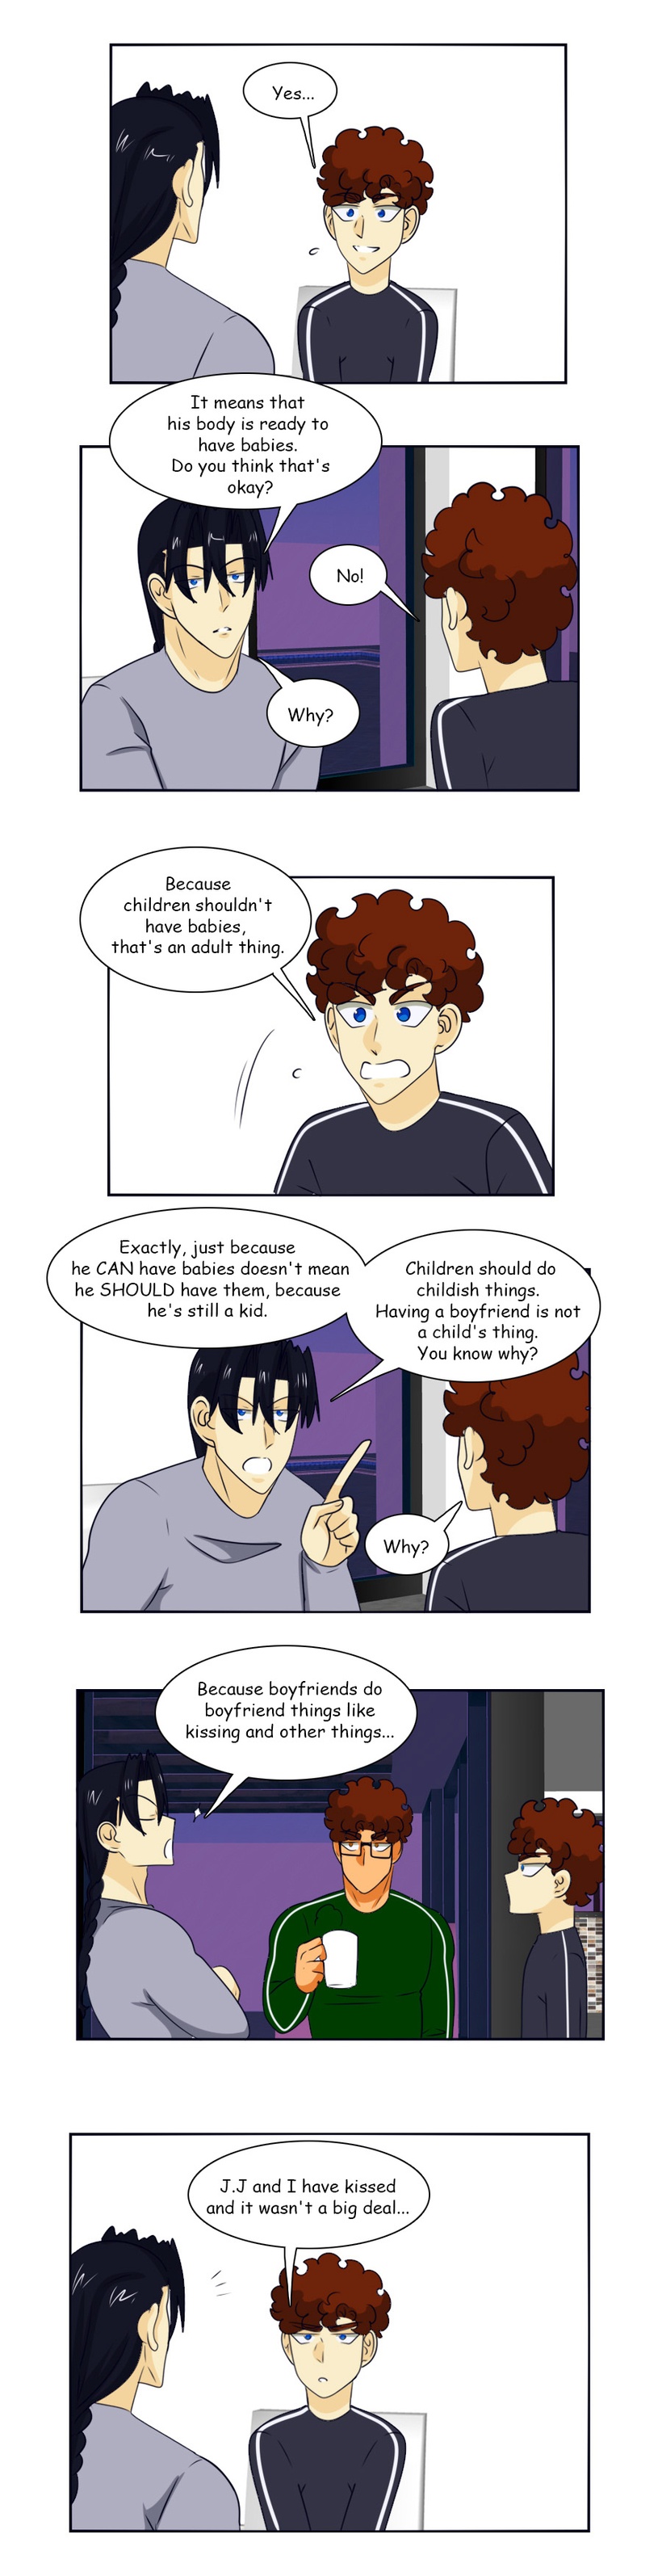 Yes...
It means that
his body is ready to
have babies.
Do you think that's
okay?
No!
Why?
Because
children shouldn't
have babies,
that's an adult thing.
Exactly, just because
he CAN have babies doesn't mean
he SHOULD have them, because
he's still a kid.
Children should do
childish things.
Having a boyfriend is not
a child's thing.
You know why?
Why?
Because boyfriends do
boyfriend things like
kissing and other things...
J.J and I have kissed
and it wasn't a big deal...